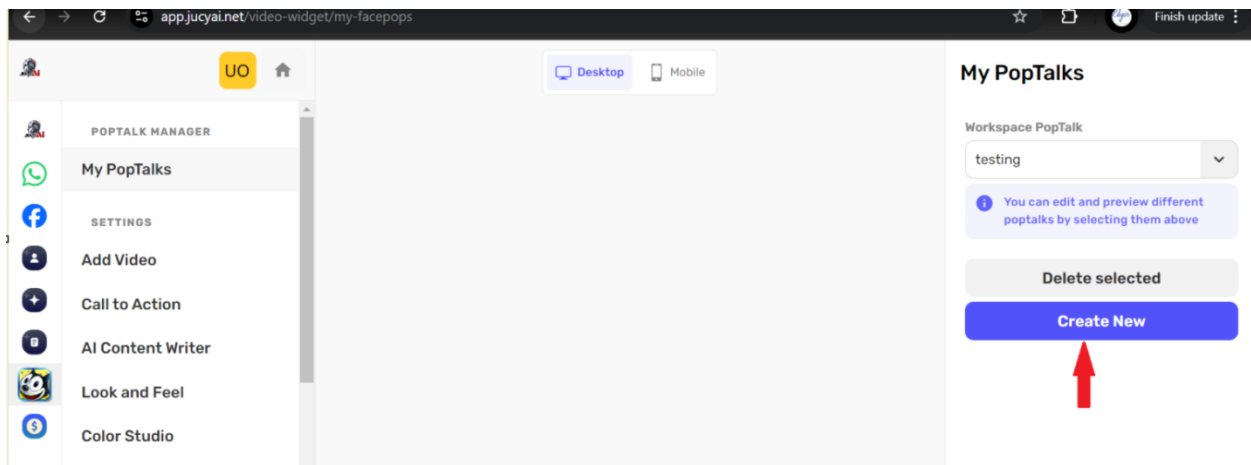 app.jucyai.net/video-widget/my-facepops
Finish update
UO
Desktop
Mobile
My PopTalks
POPTALK MANAGER
My PopTalks
SETTINGS
Add Video
Call to Action
AI Content Writer
Look and Feel
Color Studio
Workspace PopTalk
testing
You can edit and preview different
poptalks by selecting them above
Delete selected
Create New